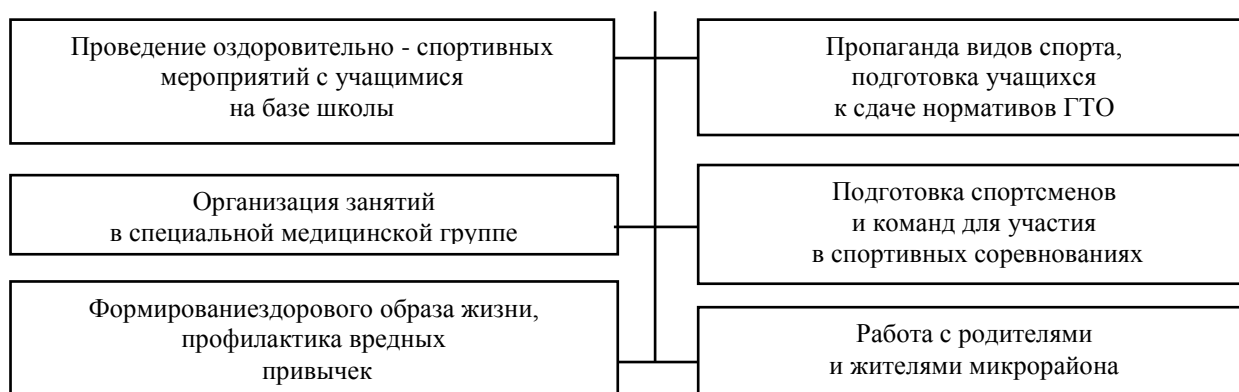 Проведение оздоровительно - спортивных
мероприятий с учащимися
на базе школы
Пропаганда видов спорта,
подготовка учащихся
к сдаче нормативов ГТО
Организация занятий
в специальной медицинской группе
Подготовка спортсменов
и команд для участия
в спортивных соревнованиях
Формированиездорового образа жизни,
профилактика вредных
привычек
Работа с родителями
и жителями микрорайона